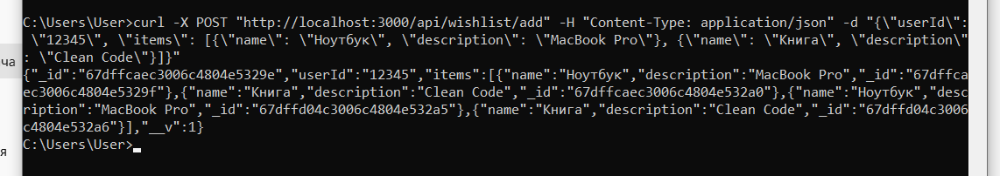 C:\Users\User>curl -X POST "http://localhost:3000/api/wishlist/add" -H "Content-Type: application/json" -d "{\"userId\":
 \"12345\", \"items\": [{\"name\": \"Ноутбук\", \"description\": \"MacBook Pro\"}, {\"name\": \"Книга\", \"description\"
: \"Clean Code\"}]}"
ча
{"_id":"67dffcaec3006c4804e5329e","userId":"12345","items":[{"name":"Ноутбук","description":"MacBook Pro","_id":"67dffca
ec3006c4804e5329f"},{"name":"Книга","description":"Clean Code","_id":"67dffcaec3006c4804e532a0"},{"name":"Ноутбук","desc
ription":"MacBook Pro","_id":"67dffd04c3006c4804e532a5"},{"name":"Книга","description":"Clean Code","_id":"67dffd04c3006
c4804e532a6"}],"__v":1}
C:\Users\User>
я